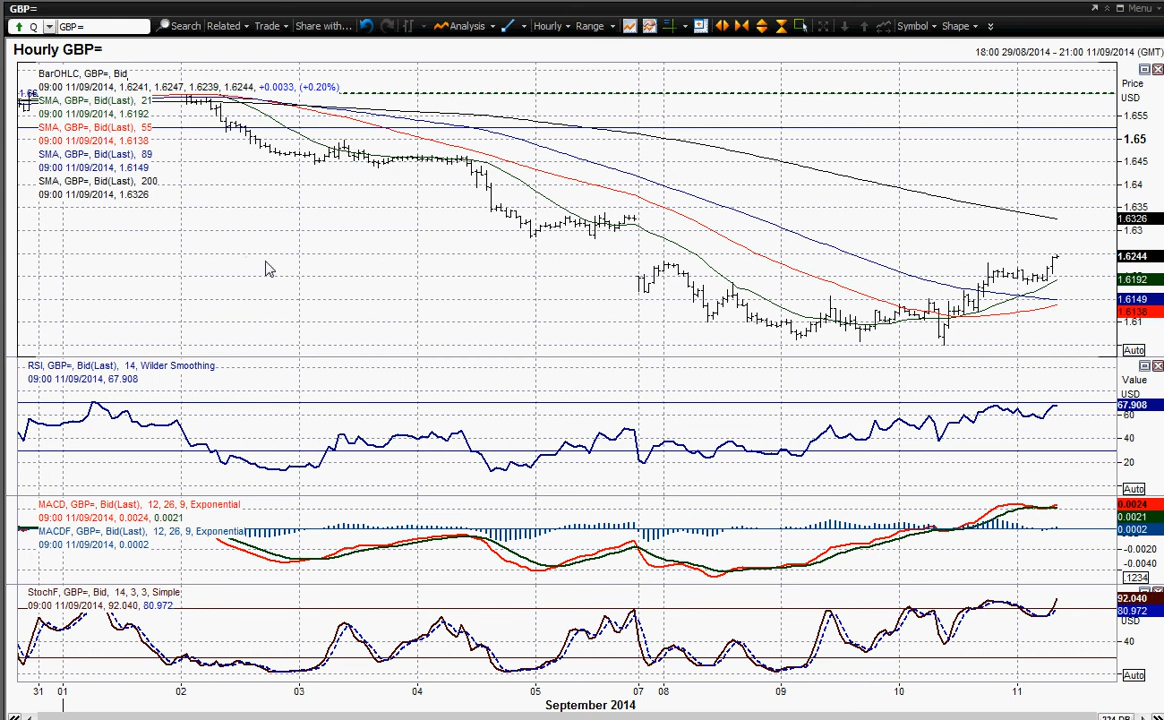 GBP=
Menu
Q GBP= Search Related Trade Share with... Analysis Hourly Range Symbol Shape
Hourly GBP=
18:00 29/08/2014 - 21:00 11/09/2014 (GMT)
BarOHLC, GBP=, Bid
09:00 11/09/2014, 1.6241, 1.6247, 1.6239, 1.6244, +0.0033, (+0.20%)
SMA, GBP=, Bid(Last), 21
09:00 11/09/2014, 1.6192
SMA, GBP=, Bid(Last), 55
09:00 11/09/2014, 1.6138
SMA, GBP=, Bid(Last), 89
09:00 11/09/2014, 1.6149
SMA, GBP=, Bid(Last), 200
09:00 11/09/2014, 1.6326
Price
USD
1.655
1.65
1.645
1.64
1.635
1.6326
1.63
1.6244
1.6192
1.6149
1.6138
1.61
Auto
RSI, GBP=, Bid(Last), 14, Wilder Smoothing
09:00 11/09/2014, 67.908
Value
USD
67.908
60
40
20
Auto
MACD, GBP=, Bid(Last), 12, 26, 9, Exponential
09:00 11/09/2014, 0.0024, 0.0021
MACDF, GBP=, Bid(Last), 12, 26, 9, Exponential
09:00 11/09/2014, 0.0002
0.0024
0.0021
0.0002
-0.0020
-0.0040
.1234
StochF, GBP=, Bid, 14, 3, 3, Simple
09:00 11/09/2014, 92.040, 80.972
92.040
80.972
USD
40
Auto
31 01 02 03 04 05 07 08 09 10 11
September 2014